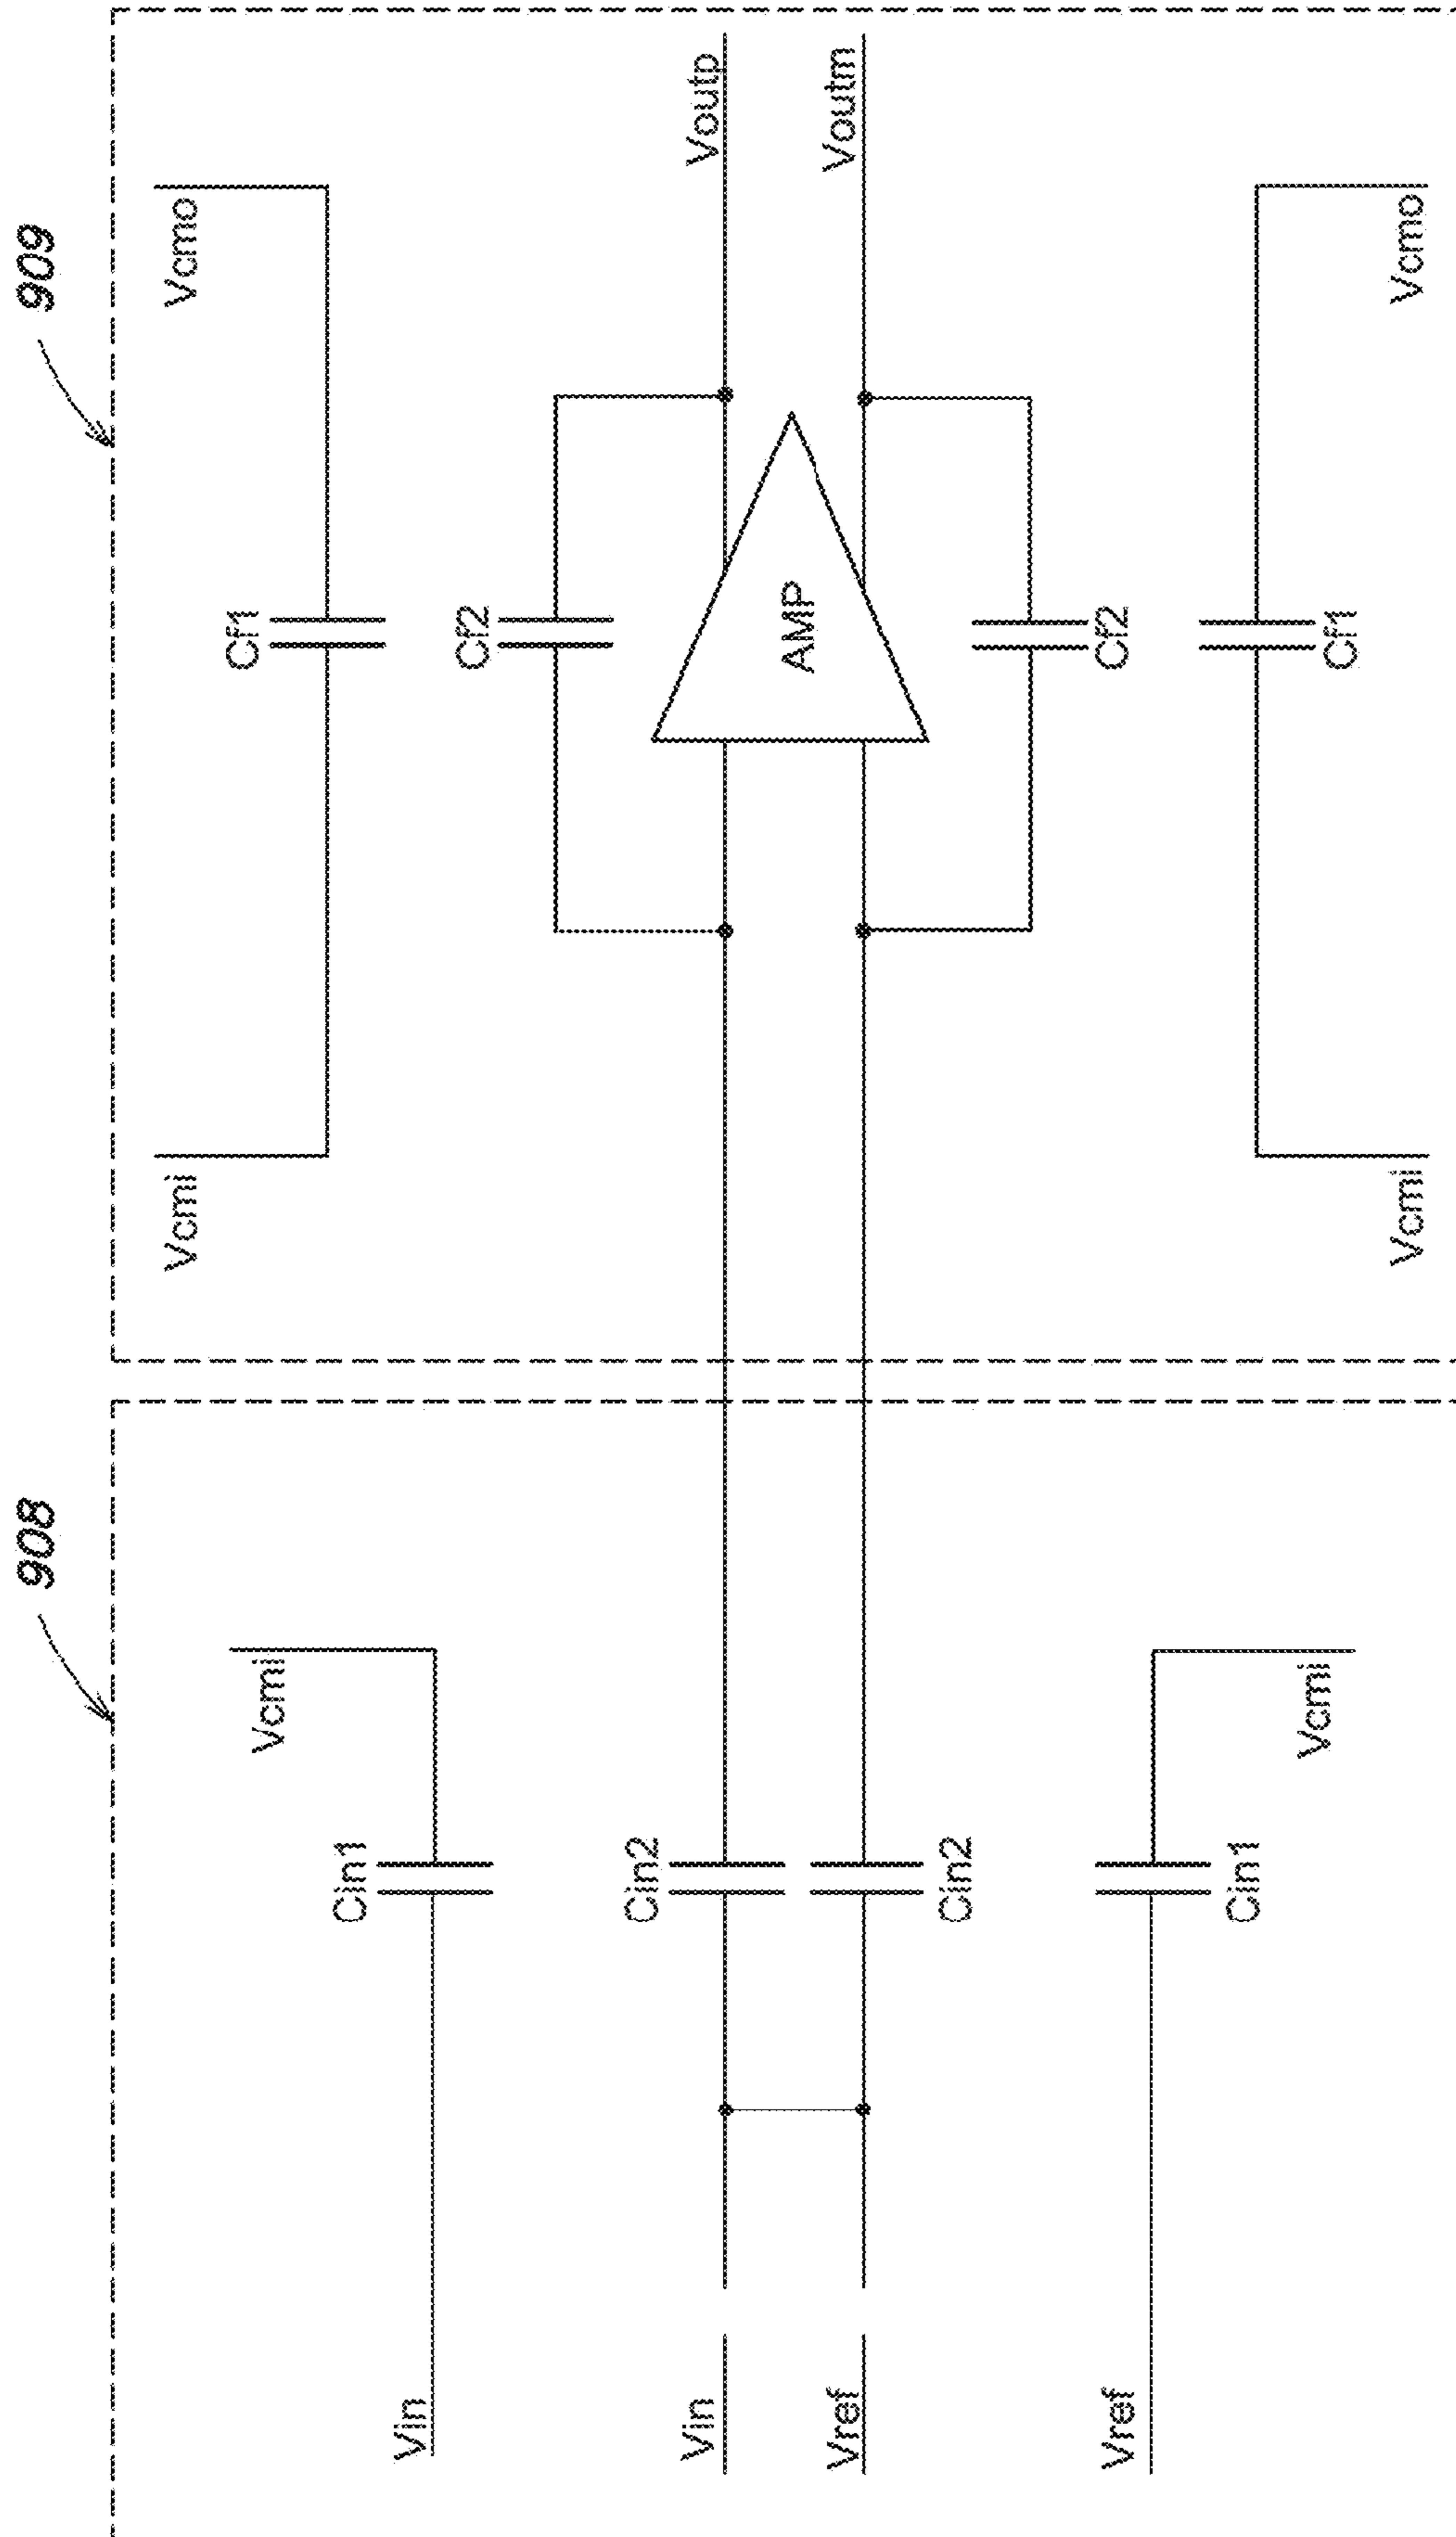 908
909
Vin
Cin1
Vcmi
Vcmi
Cf1
Vcmo
Cf2
Vin
Cin2
Voutp
AMP
Vref
Cin2
Voutm
Cf2
Vref
Cin1
Vcmi
Vcmi
Cf1
Vcmo